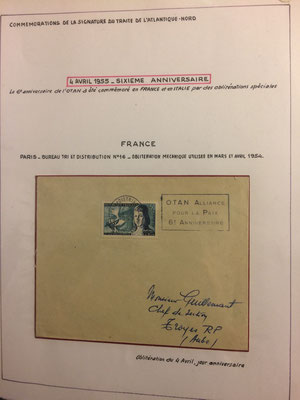 COMMEMORATIONS DE LA SIGNATURE DU TRAITE DE L'ATLANTIQUE-NORD
4 AVRIL 1955 - SIXIEME ANNIVERSAIRE
Le 6e anniversaire de l'OTAN a été commémoré en FRANCE et en ITALIE par des oblitérations spéciales
FRANCE
PARIS - BUREAU TRI ET DISTRIBUTION N°16 - OBLITERATION MECANIQUE UTILISEE EN MARS ET AVRIL 1954.
OTAN ALLIANCE
POUR LA PAIX
6e ANNIVERSAIRE
Monsieur
Chef de
Troyes RP
(Aube)
Oblitération du 4 Avril, jour anniversaire